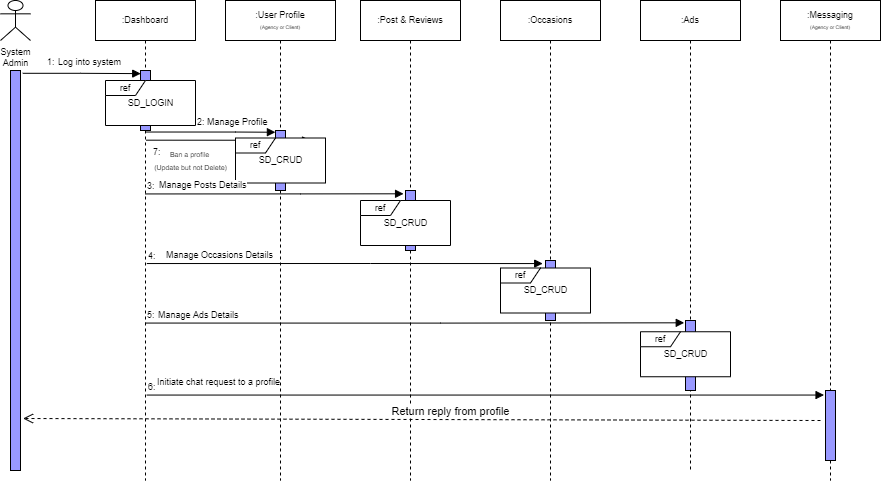 :Dashboard
:User Profile
(Agency or Client)
:Post & Reviews
:Occasions
:Ads
:Messaging
(Agency or Client)
System
Admin
1: Log into system
ref
SD_LOGIN
2: Manage Profile
ref
SD_CRUD
7: Ban a profile
(Update but not Delete)
3: Manage Posts Details
ref
SD_CRUD
4: Manage Occasions Details
ref
SD_CRUD
5: Manage Ads Details
ref
SD_CRUD
6: Initiate chat request to a profile
Return reply from profile